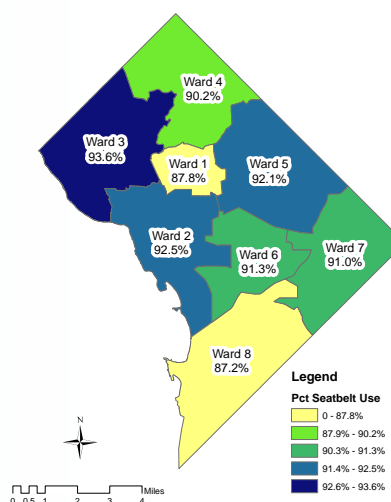 Ward 4
90.2%
Ward 3
93.6%
Ward 1
87.8%
Ward 5
92.1%
Ward 2
92.5%
Ward 6
91.3%
Ward 7
91.0%
Ward 8
87.2%
Legend
Pct Seatbelt Use
0 - 87.8%
87.9% - 90.2%
90.3% - 91.3%
91.4% - 92.5%
92.6% - 93.6%
N
0 0.5 1 2 3 4
Miles